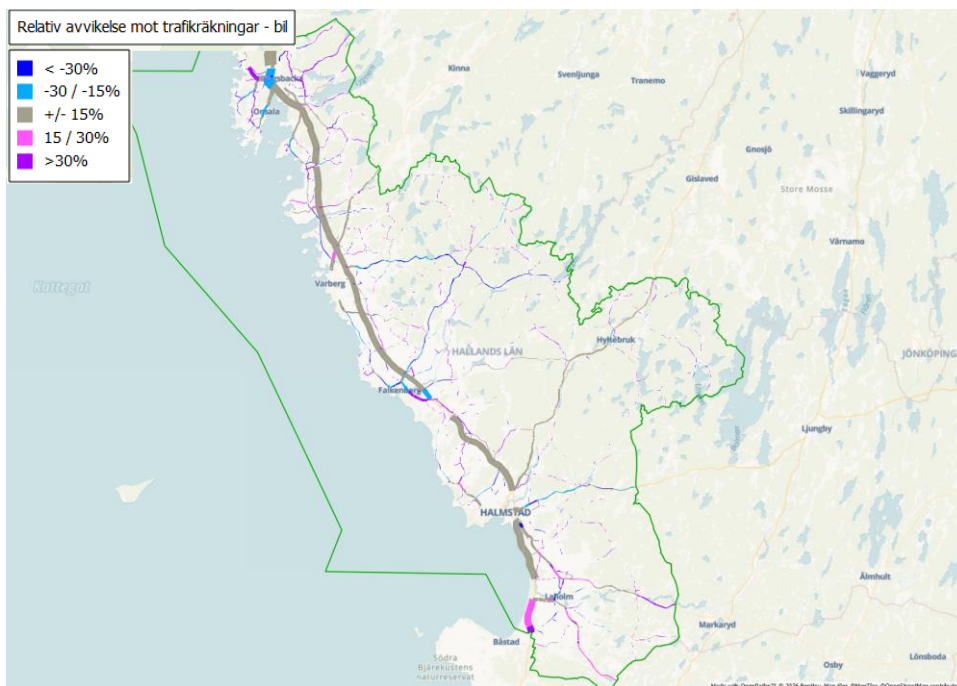 Relativ avvikelse mot trafikräkningar - bil
< -30%
-30 / -15%
+/- 15%
15 / 30%
>30%
Kinna
Svenljunga
Tranemo
Vaggeryd
Skillingaryd
Onsala
Gnosjö
Gislaved
Store Mosse
Värnamo
Kattegat
Varberg
HALLANDS LÄN
Hyltebruk
JÖNKÖPING
Falkenberg
Ljungby
HALMSTAD
Älmhult
Laholm
Markaryd
Båstad
Södra
Bjärekustens
naturreservat
Osby
Lönsboda